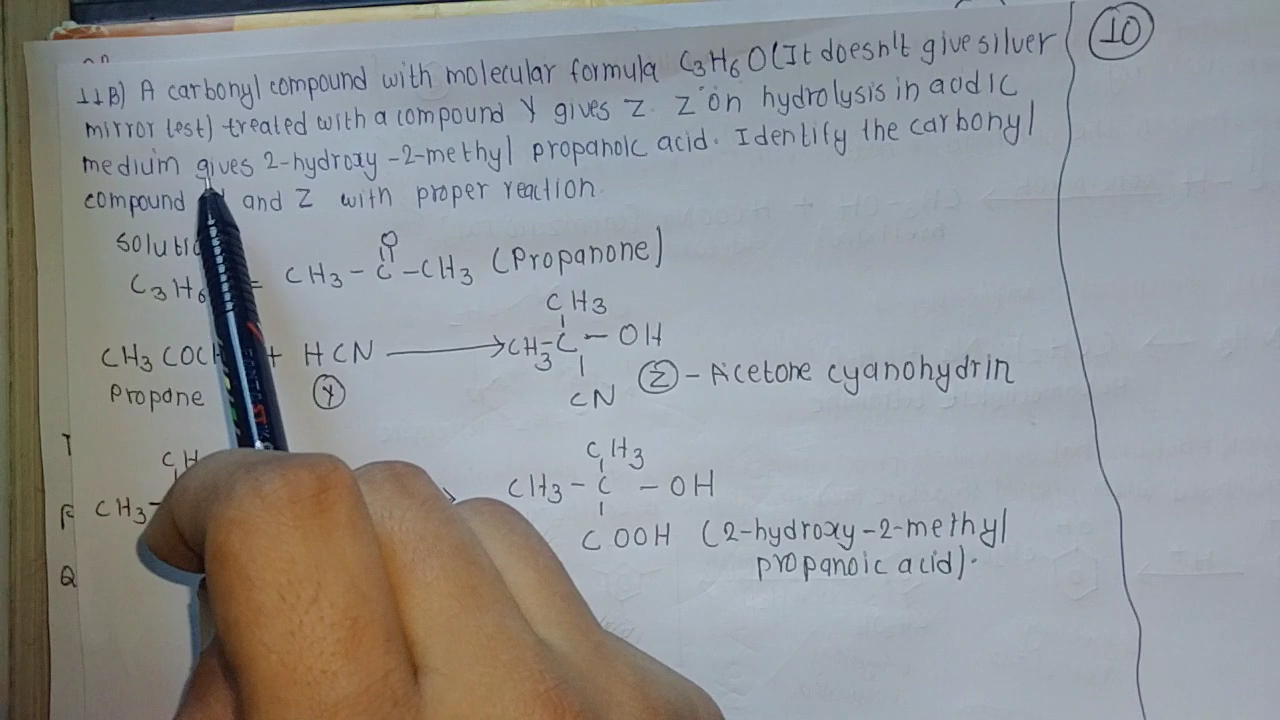 11B) A carbonyl compound with molecular formula C3H6O (It doesn't give silver
mirror test) treated with a compound Y gives Z. Z on hydrolysis in acidic
medium gives 2-hydroxy-2-methyl propanoic acid. Identify the carbonyl
compound and Z with proper reaction.
O
CH3 - C - CH3 (Propanone)
C3H6
CH3
+ HCN → CH3 - C - OH
CN
Propane (Y) (Z) - Acetone cyanohydrin
CH3
CH3 - CH3 - C - OH
COOH (2-hydroxy-2-methyl
propanoic acid).
(10)